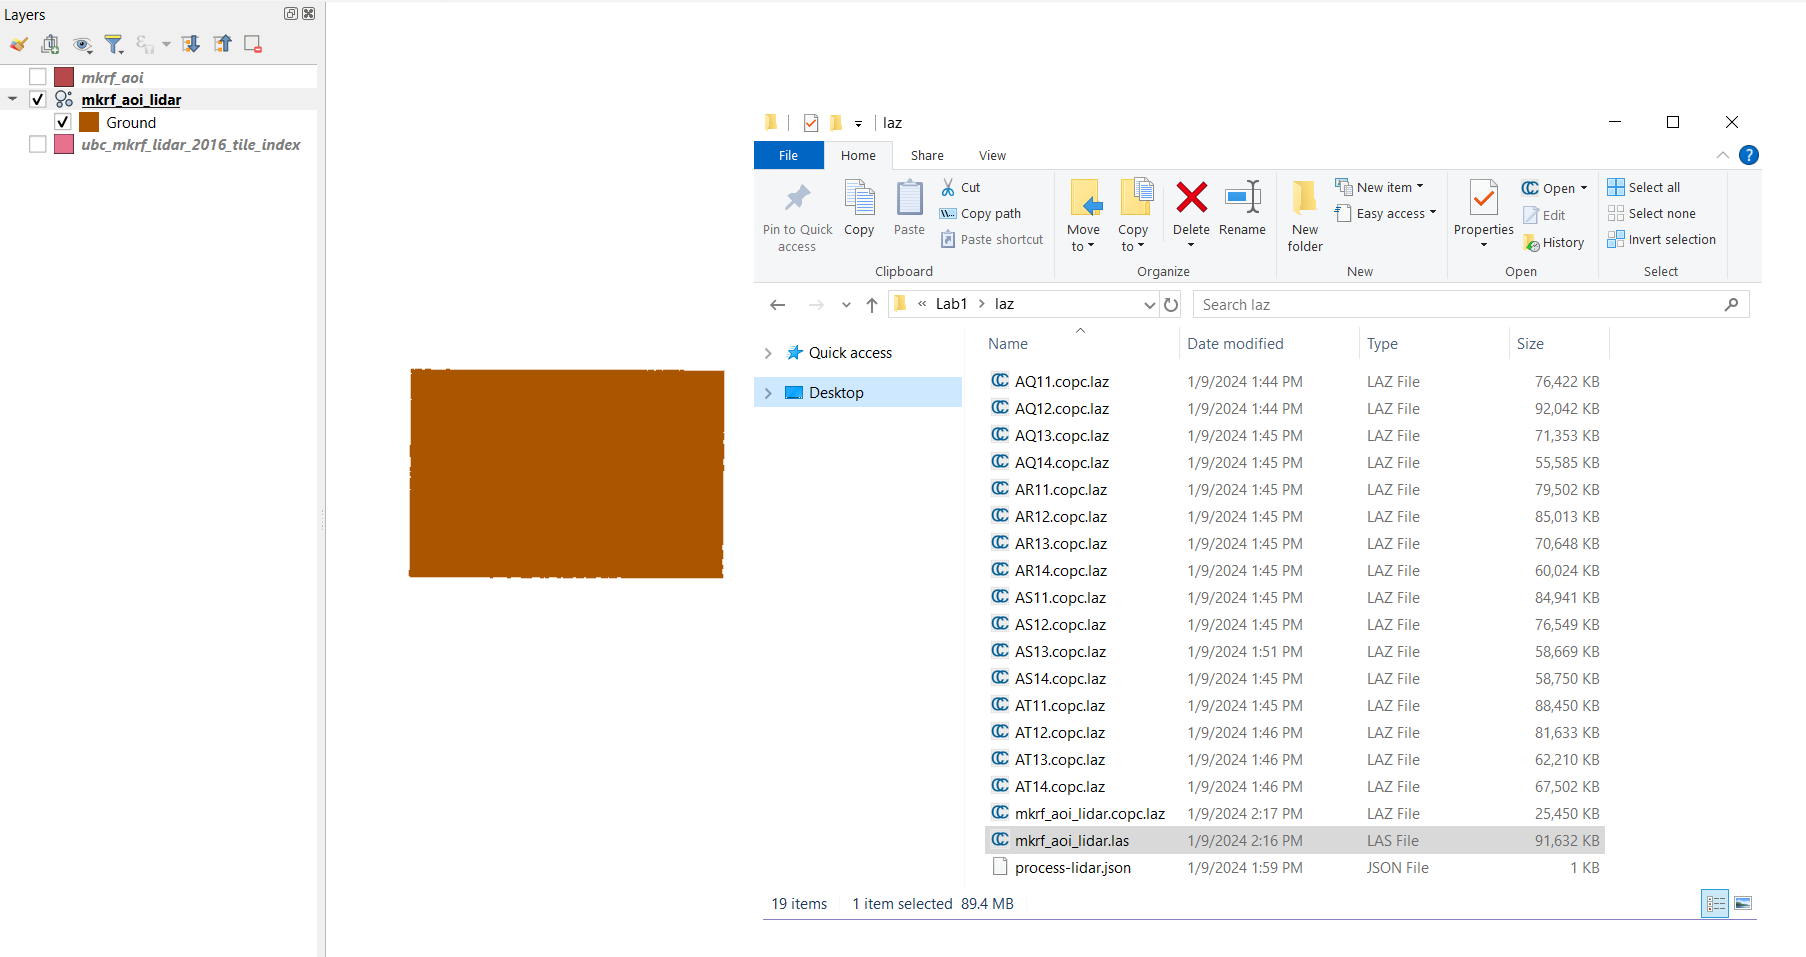 Layers
mkrf_aoi
mkrf_aoi_lidar
Ground
ubc_mkrf_lidar_2016_tile_index
laz
File Home Share View
Pin to Quick access
Copy
Paste
Cut
Copy path
Paste shortcut
Clipboard
Move to
Copy to
Delete
Rename
Organize
New folder
New item
Easy access
New
Properties
Open
Edit
History
Open
Select all
Select none
Invert selection
Select
« Lab1 > laz
Search laz
Quick access
Desktop
Name Date modified Type Size
AQ11.copc.laz 1/9/2024 1:44 PM LAZ File 76,422 KB
AQ12.copc.laz 1/9/2024 1:44 PM LAZ File 92,042 KB
AQ13.copc.laz 1/9/2024 1:45 PM LAZ File 71,353 KB
AQ14.copc.laz 1/9/2024 1:45 PM LAZ File 55,585 KB
AR11.copc.laz 1/9/2024 1:45 PM LAZ File 79,502 KB
AR12.copc.laz 1/9/2024 1:45 PM LAZ File 85,013 KB
AR13.copc.laz 1/9/2024 1:45 PM LAZ File 70,648 KB
AR14.copc.laz 1/9/2024 1:45 PM LAZ File 60,024 KB
AS11.copc.laz 1/9/2024 1:45 PM LAZ File 84,941 KB
AS12.copc.laz 1/9/2024 1:45 PM LAZ File 76,549 KB
AS13.copc.laz 1/9/2024 1:51 PM LAZ File 58,669 KB
AS14.copc.laz 1/9/2024 1:45 PM LAZ File 58,750 KB
AT11.copc.laz 1/9/2024 1:45 PM LAZ File 88,450 KB
AT12.copc.laz 1/9/2024 1:46 PM LAZ File 81,633 KB
AT13.copc.laz 1/9/2024 1:46 PM LAZ File 62,210 KB
AT14.copc.laz 1/9/2024 1:46 PM LAZ File 67,502 KB
mkrf_aoi_lidar.copc.laz 1/9/2024 2:17 PM LAZ File 25,450 KB
mkrf_aoi_lidar.las 1/9/2024 2:16 PM LAS File 91,632 KB
process-lidar.json 1/9/2024 1:59 PM JSON File 1 KB
19 items 1 item selected 89.4 MB